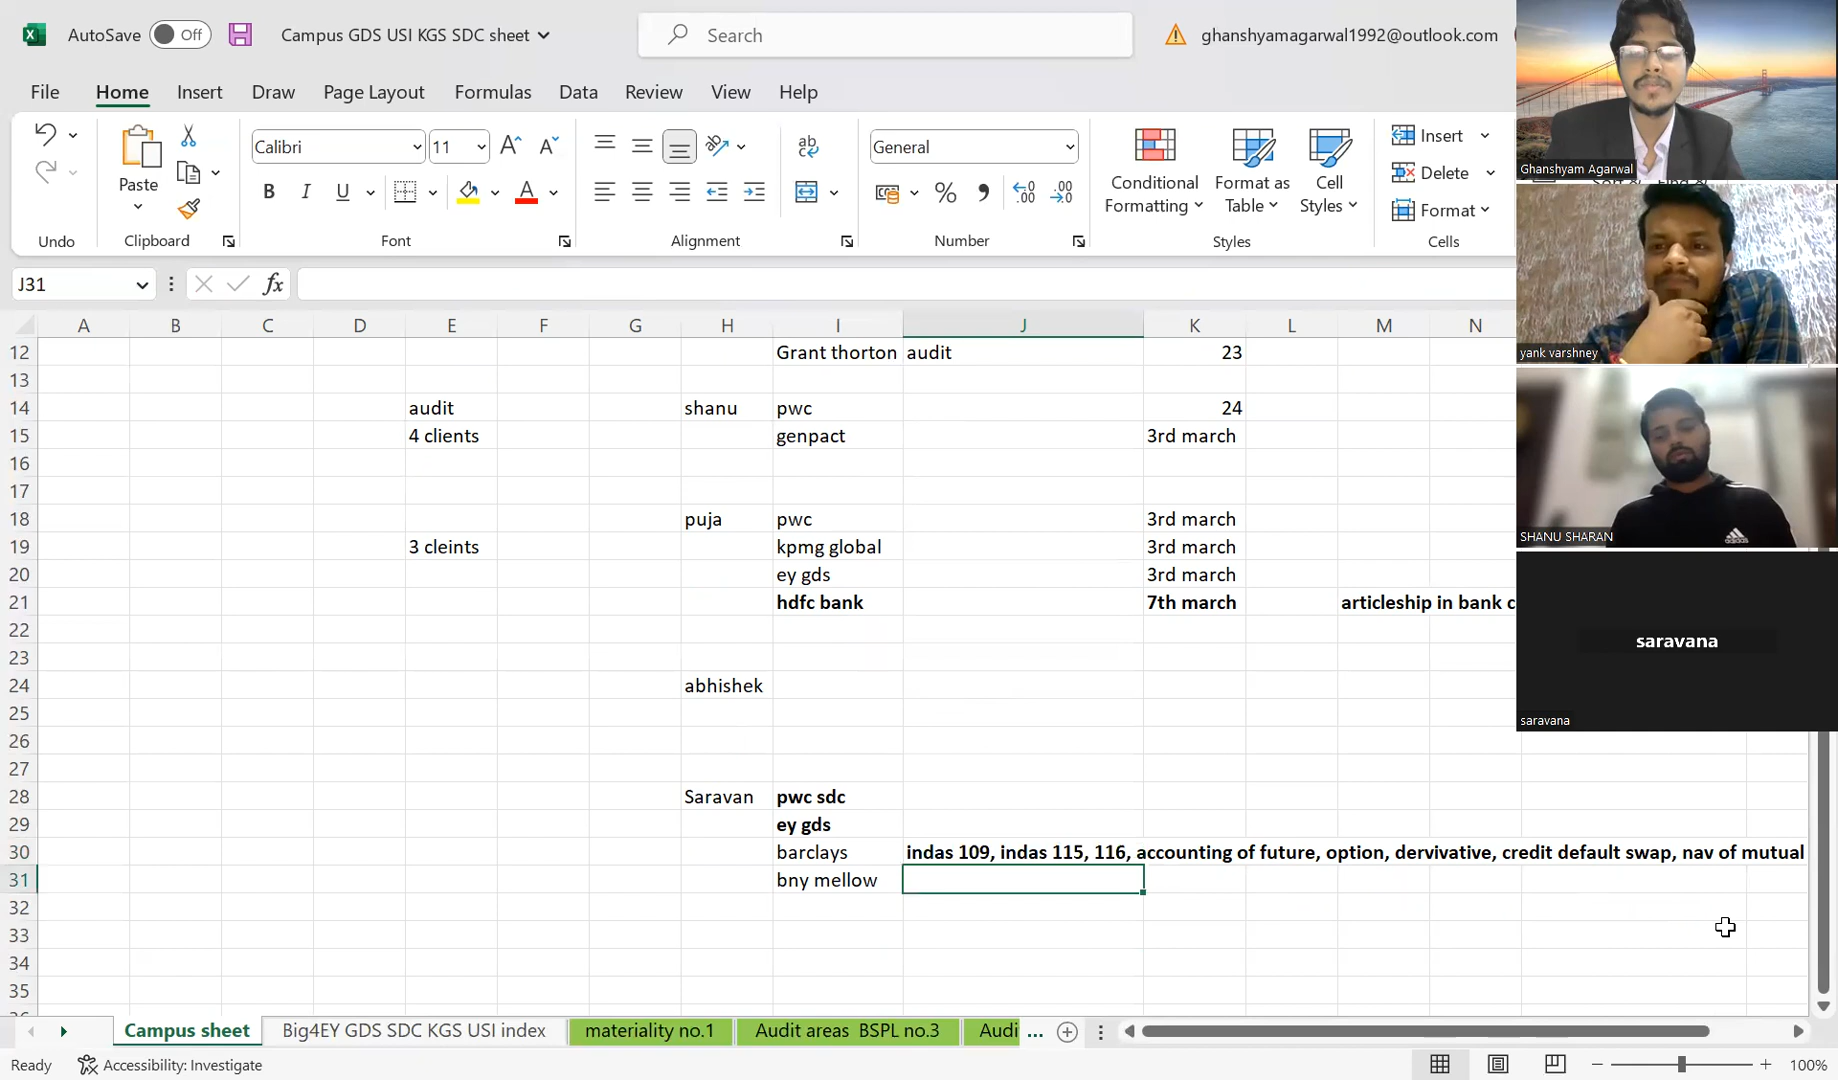 AutoSave Off Campus GDS USI KGS SDC sheet Search ghanshyamagarwal1992@outlook.com
File Home Insert Draw Page Layout Formulas Data Review View Help
Paste
Calibri 11
ab
General
Conditional Formatting
Format as Table
Cell Styles
Insert
Delete
Format
Undo Clipboard Font Alignment Number Styles Cells
J31 fx
A B C D E F G H I J K L M N
12 Grant thorton audit 23
13
14 audit shanu pwc 24
15 4 clients genpact 3rd march
16
17
18 puja pwc 3rd march
19 3 cleints kpmg global 3rd march
20 ey gds 3rd march
21 hdfc bank 7th march articleship in bank c
22
23
24 abhishek
25
26
27
28 Saravan pwc sdc
29 ey gds
30 barclays indas 109, indas 115, 116, accounting of future, option, dervivative, credit default swap, nav of mutual
31 bny mellow
32
33
34
35
Campus sheet Big4EY GDS SDC KGS USI index materiality no.1 Audit areas BSPL no.3 Audi ...
Ready Accessibility: Investigate 100%
Ghanshyam Agarwal
yank varshney
SHANU SHARAN
saravana
saravana